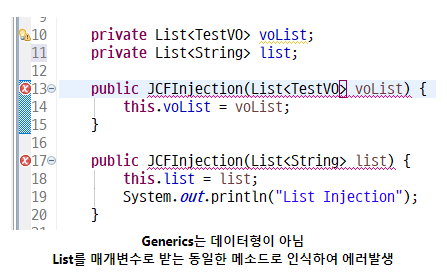 10 private List<TestVO> voList;
11 private List<String> list;
12
13 public JCFInjection(List<TestVO> voList) {
14 this.voList = voList;
15 }
16
17 public JCFInjection(List<String> list) {
18 this.list = list;
19 System.out.println("List Injection");
20 }
Generics는 데이터형이 아님
List를 매개변수로 받는 동일한 메소드로 인식하여 에러발생